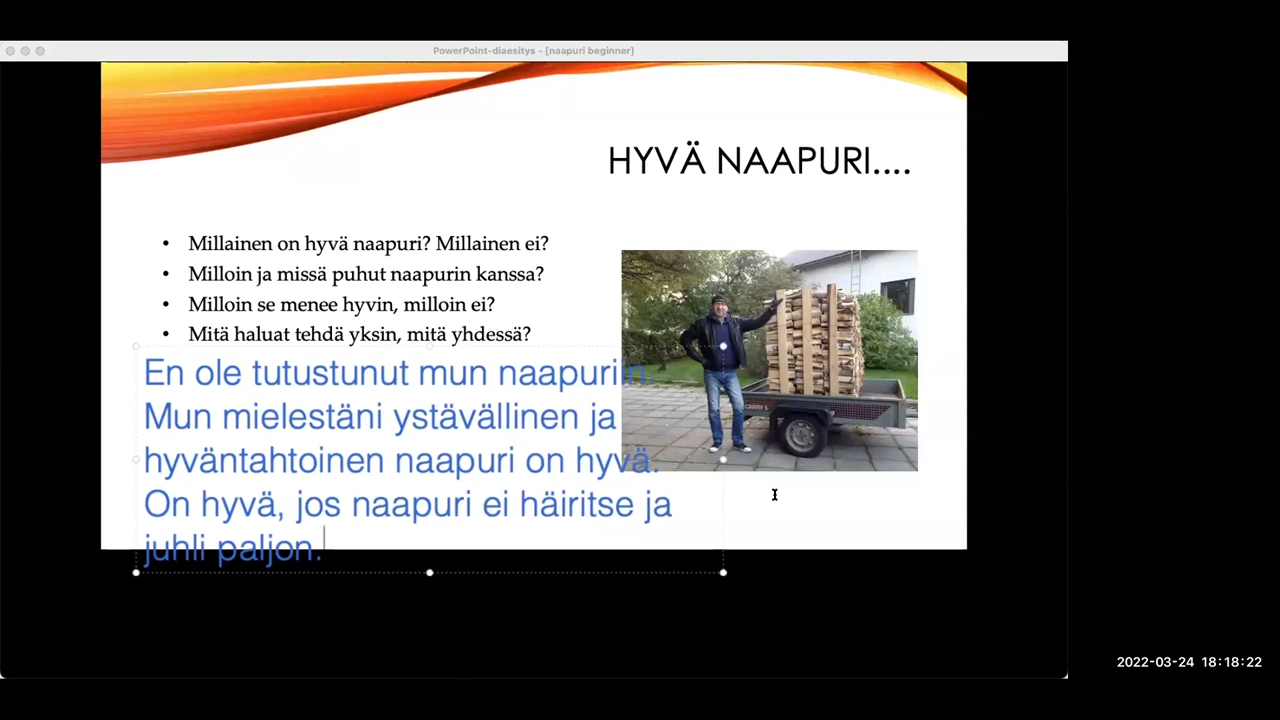 PowerPoint-diaesitys - [naapuri beginner]
HYVÄ NAAPURI....
• Millainen on hyvä naapuri? Millainen ei?
• Milloin ja missä puhut naapurin kanssa?
• Milloin se menee hyvin, milloin ei?
• Mitä haluat tehdä yksin, mitä yhdessä?
En ole tutustunut mun naapuriin.
Mun mielestäni ystävällinen ja
hyväntahtoinen naapuri on hyvä.
On hyvä, jos naapuri ei häiritse ja
juhli paljon.
CARRY
2022-03-24 18:18:22